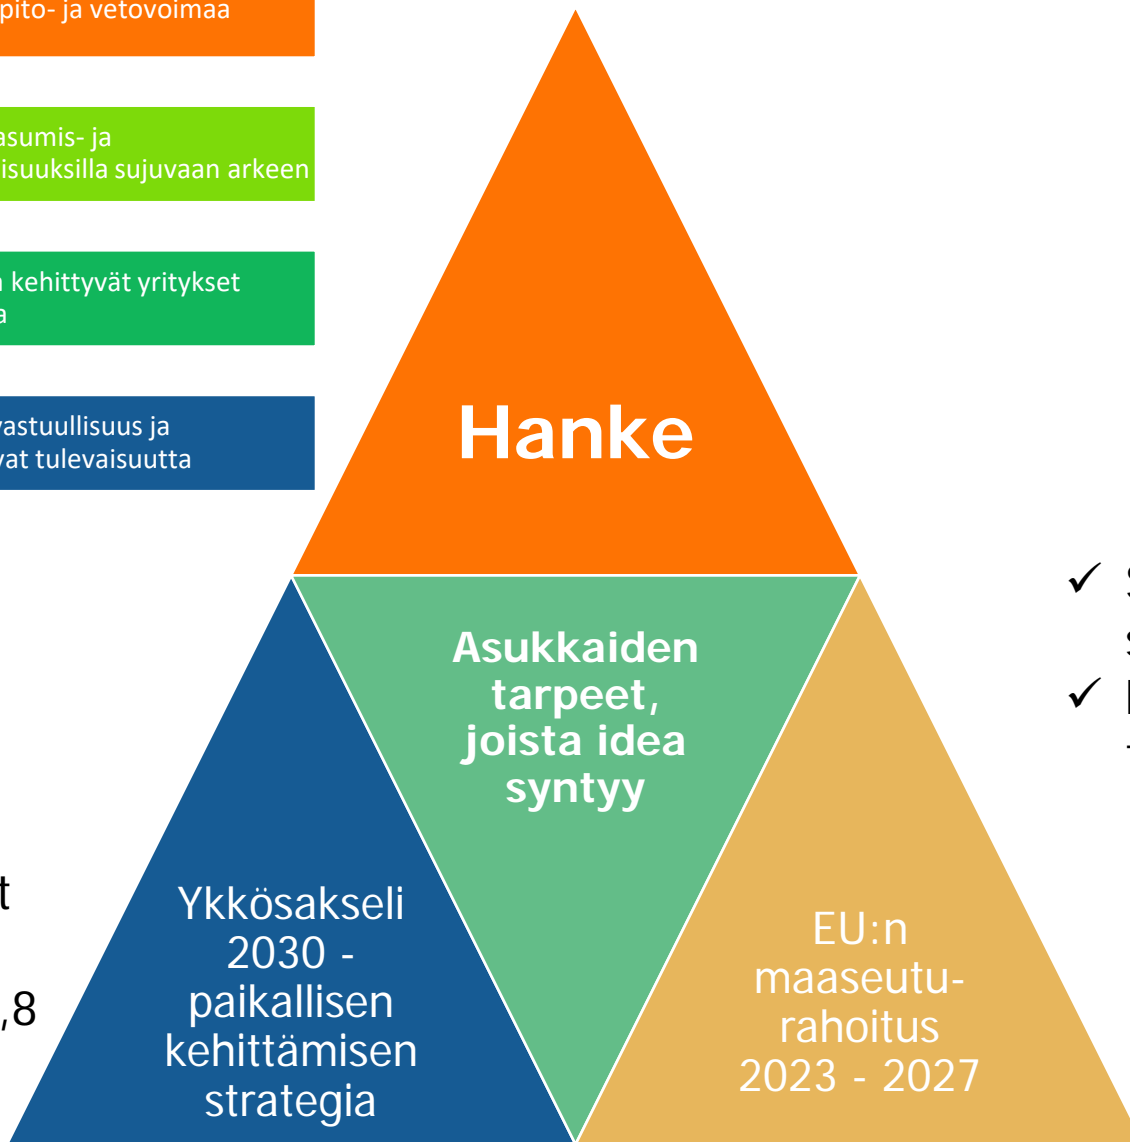 pito- ja vetovoimaa
asumis- ja
isuuksilla sujuvaan arkeen
kehittyvät yritykset
a
vastuullisuus ja
vat tulevaisuutta
Hanke
Asukkaiden
tarpeet,
joista idea
syntyy
t
,8
Ykkösakseli
2030 -
paikallisen
kehittämisen
strategia
EU:n
maaseutu-
rahoitus
2023 - 2027